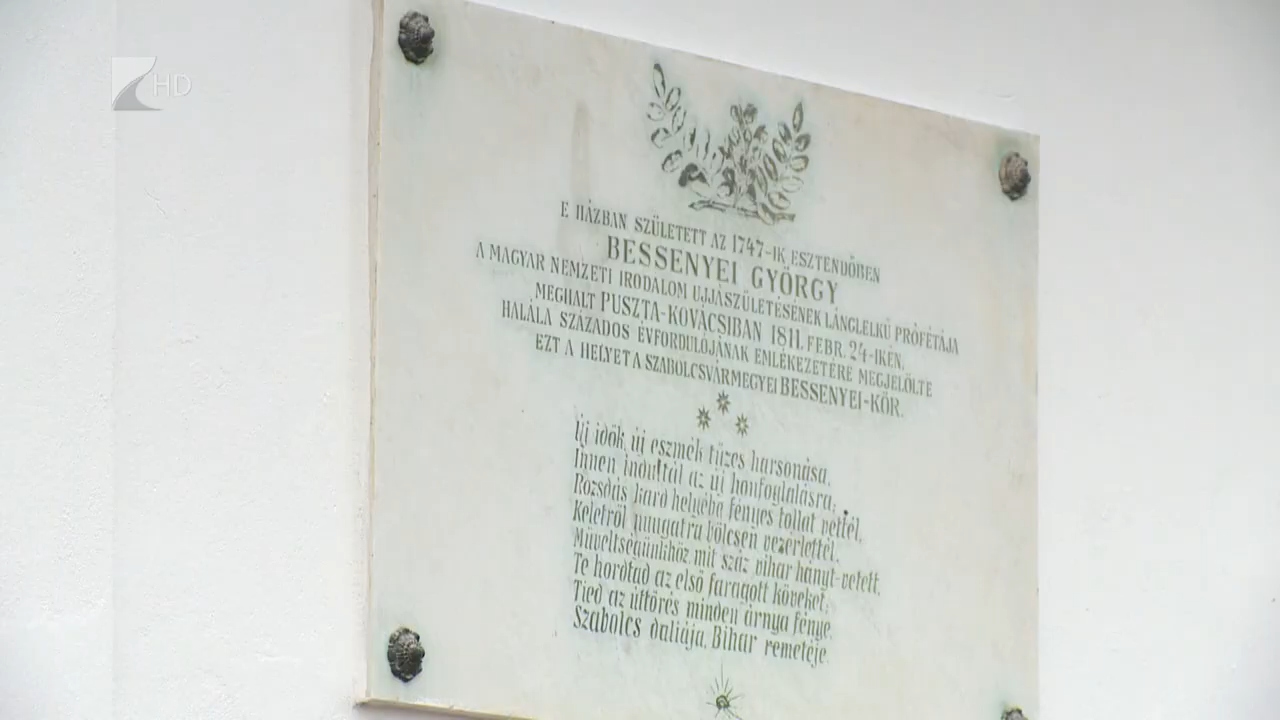 HD
E HÁZBAN SZÜLETETT AZ 1747-IK ESZTENDŐBEN
BESSENYEI GYÖRGY
A MAGYAR NEMZETI IRODALOM UJJÁSZÜLETÉSÉNEK LÁNGLELKŰ PRÓFÉTÁJA
MEGHALT PUSZTA-KOVÁCSIBAN 1811. FEBR. 24-IKÉN.
HALÁLA SZÁZADOS ÉVFORDULÓJÁNAK EMLÉKEZETÉRE MEGJELÖLTE
EZT A HELYET A SZABOLCSVÁRMEGYEI BESSENYEI-KÖR.
Új idők, új eszmék tüzes harsonása,
Innen indultál az új honfoglalásra,
Rozsdás kard helyébe fényes tollat vettél,
Keletről nyugatra bölcsen vezérlettél.
Műveltségünkhöz mit száz vihar hányt-vetett,
Te hordtad az első faragott köveket;
Tied az úttörés minden árnya fénye,
Szabolcs daliája, Bihar remetéje.